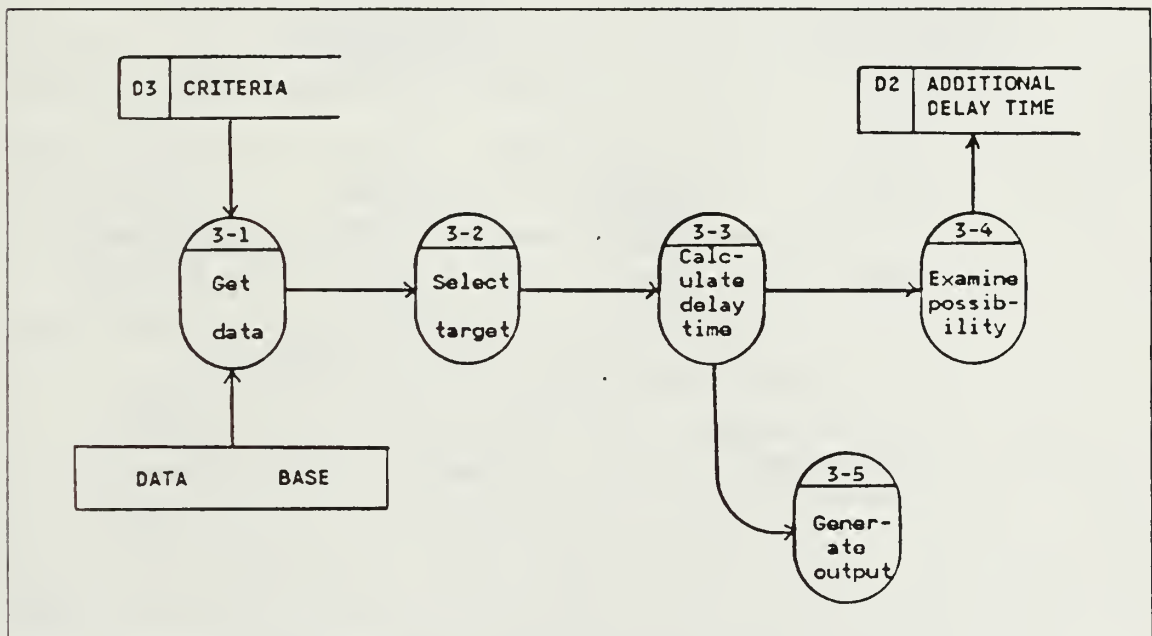 D3 CRITERIA
D2 ADDITIONAL
DELAY TIME
3-1
Get
data
3-2
Select
target
3-3
Calc-
ulate
delay
time
3-4
Examine
possib-
ility
DATA BASE
3-5
Gener-
ate
output